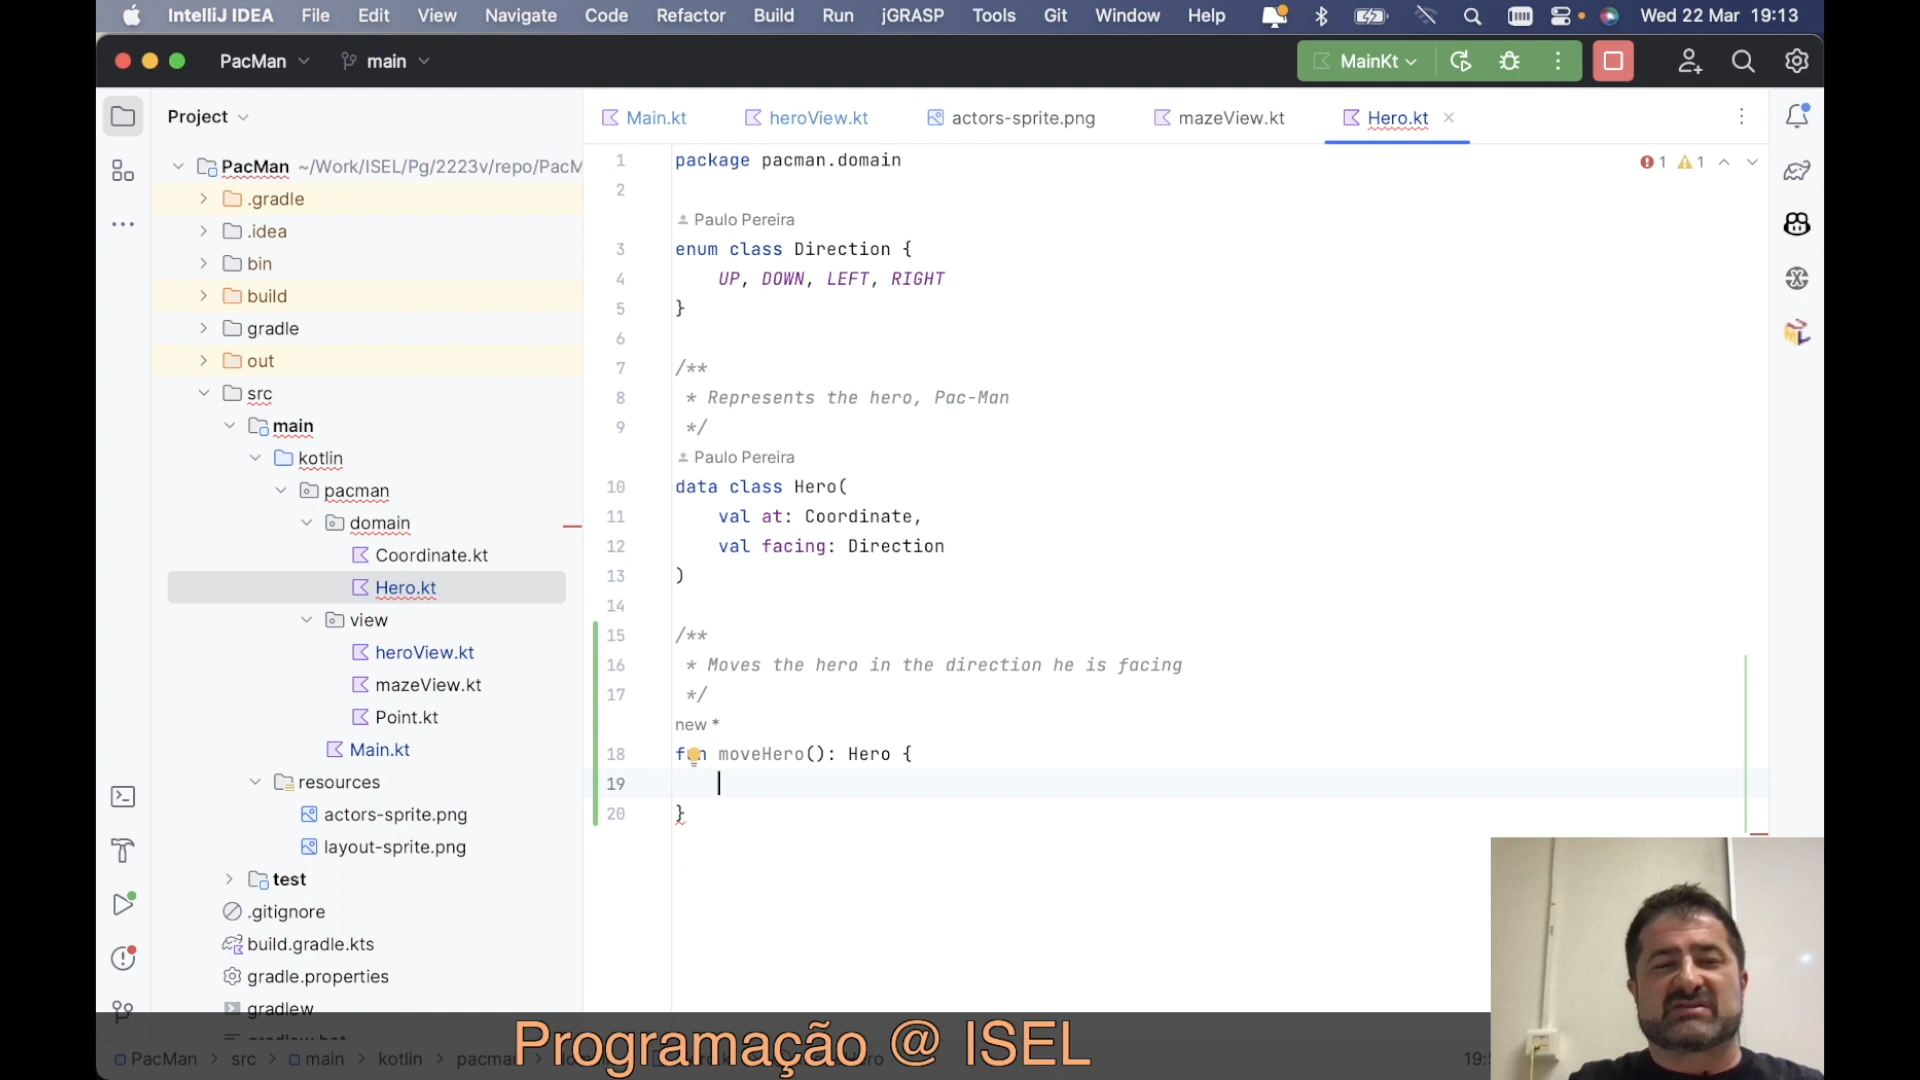 IntelliJ IDEA File Edit View Navigate Code Refactor Build Run jGRASP Tools Git Window Help Wed 22 Mar 19:13
PacMan main MainKt
Project
Main.kt heroView.kt actors-sprite.png mazeView.kt Hero.kt
PacMan ~/Work/ISEL/Pg/2223v/repo/PacM
.gradle
.idea
bin
build
gradle
out
src
main
kotlin
pacman
domain
Coordinate.kt
Hero.kt
view
heroView.kt
mazeView.kt
Point.kt
Main.kt
resources
actors-sprite.png
layout-sprite.png
test
.gitignore
build.gradle.kts
gradle.properties
gradlew
1 package pacman.domain
1 1
2
Paulo Pereira
3 enum class Direction {
4 UP, DOWN, LEFT, RIGHT
5 }
6
7 /**
8 * Represents the hero, Pac-Man
9 */
Paulo Pereira
10 data class Hero(
11 val at: Coordinate,
12 val facing: Direction
13 )
14
15 /**
16 * Moves the hero in the direction he is facing
17 */
new *
18 fun moveHero(): Hero {
19
20 }
PacMan src main kotlin
Programação @ ISEL